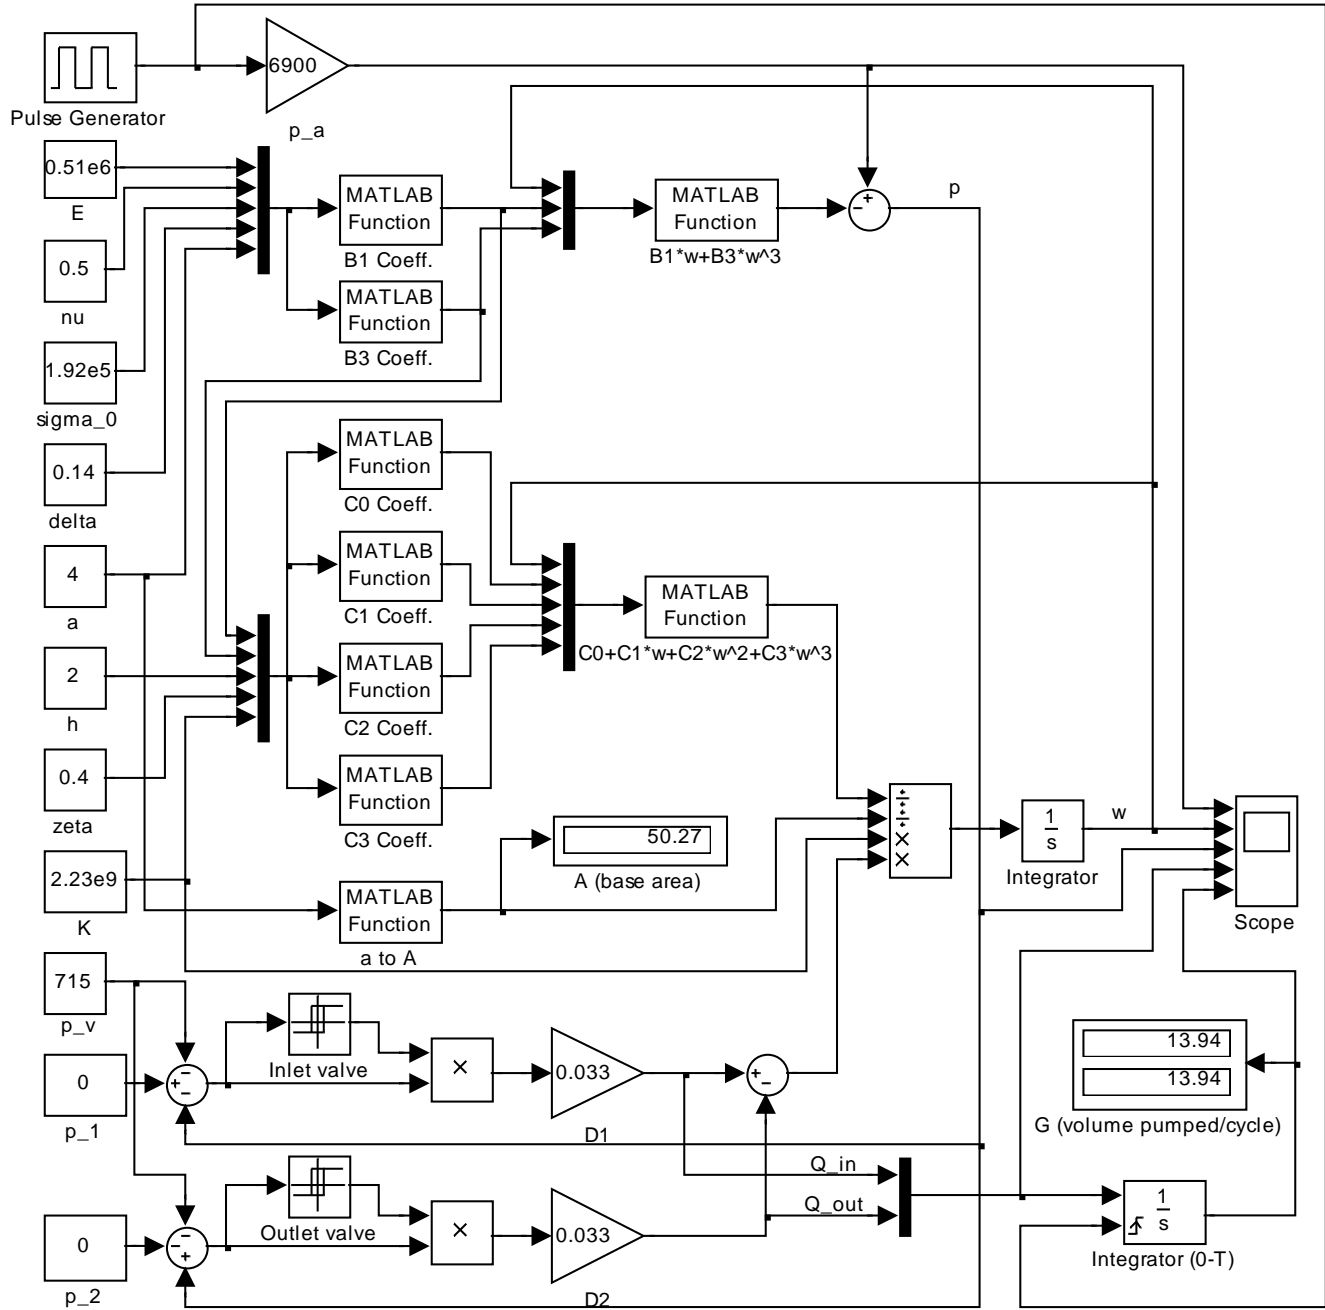 6900
Pulse Generator
p_a
0.51e6
E
MATLAB
Function
B1 Coeff.
MATLAB
Function
B1*w+B3*w^3
+
−
p
0.5
nu
MATLAB
Function
B3 Coeff.
1.92e5
sigma_0
MATLAB
Function
C0 Coeff.
0.14
delta
MATLAB
Function
C1 Coeff.
4
a
MATLAB
Function
C0+C1*w+C2*w^2+C3*w^3
2
h
MATLAB
Function
C2 Coeff.
0.4
zeta
MATLAB
Function
C3 Coeff.
50.27
A (base area)
÷
÷
×
×
1
s
Integrator
w
Scope
2.23e9
K
MATLAB
Function
a to A
715
p_v
Inlet valve
×
0.033
D1
+
−
0
p_1
−
+
−
13.94
13.94
G (volume pumped/cycle)
Q_in
Q_out
Outlet valve
×
0.033
D2
0
p_2
−
−
+
1
s
Integrator (0-T)